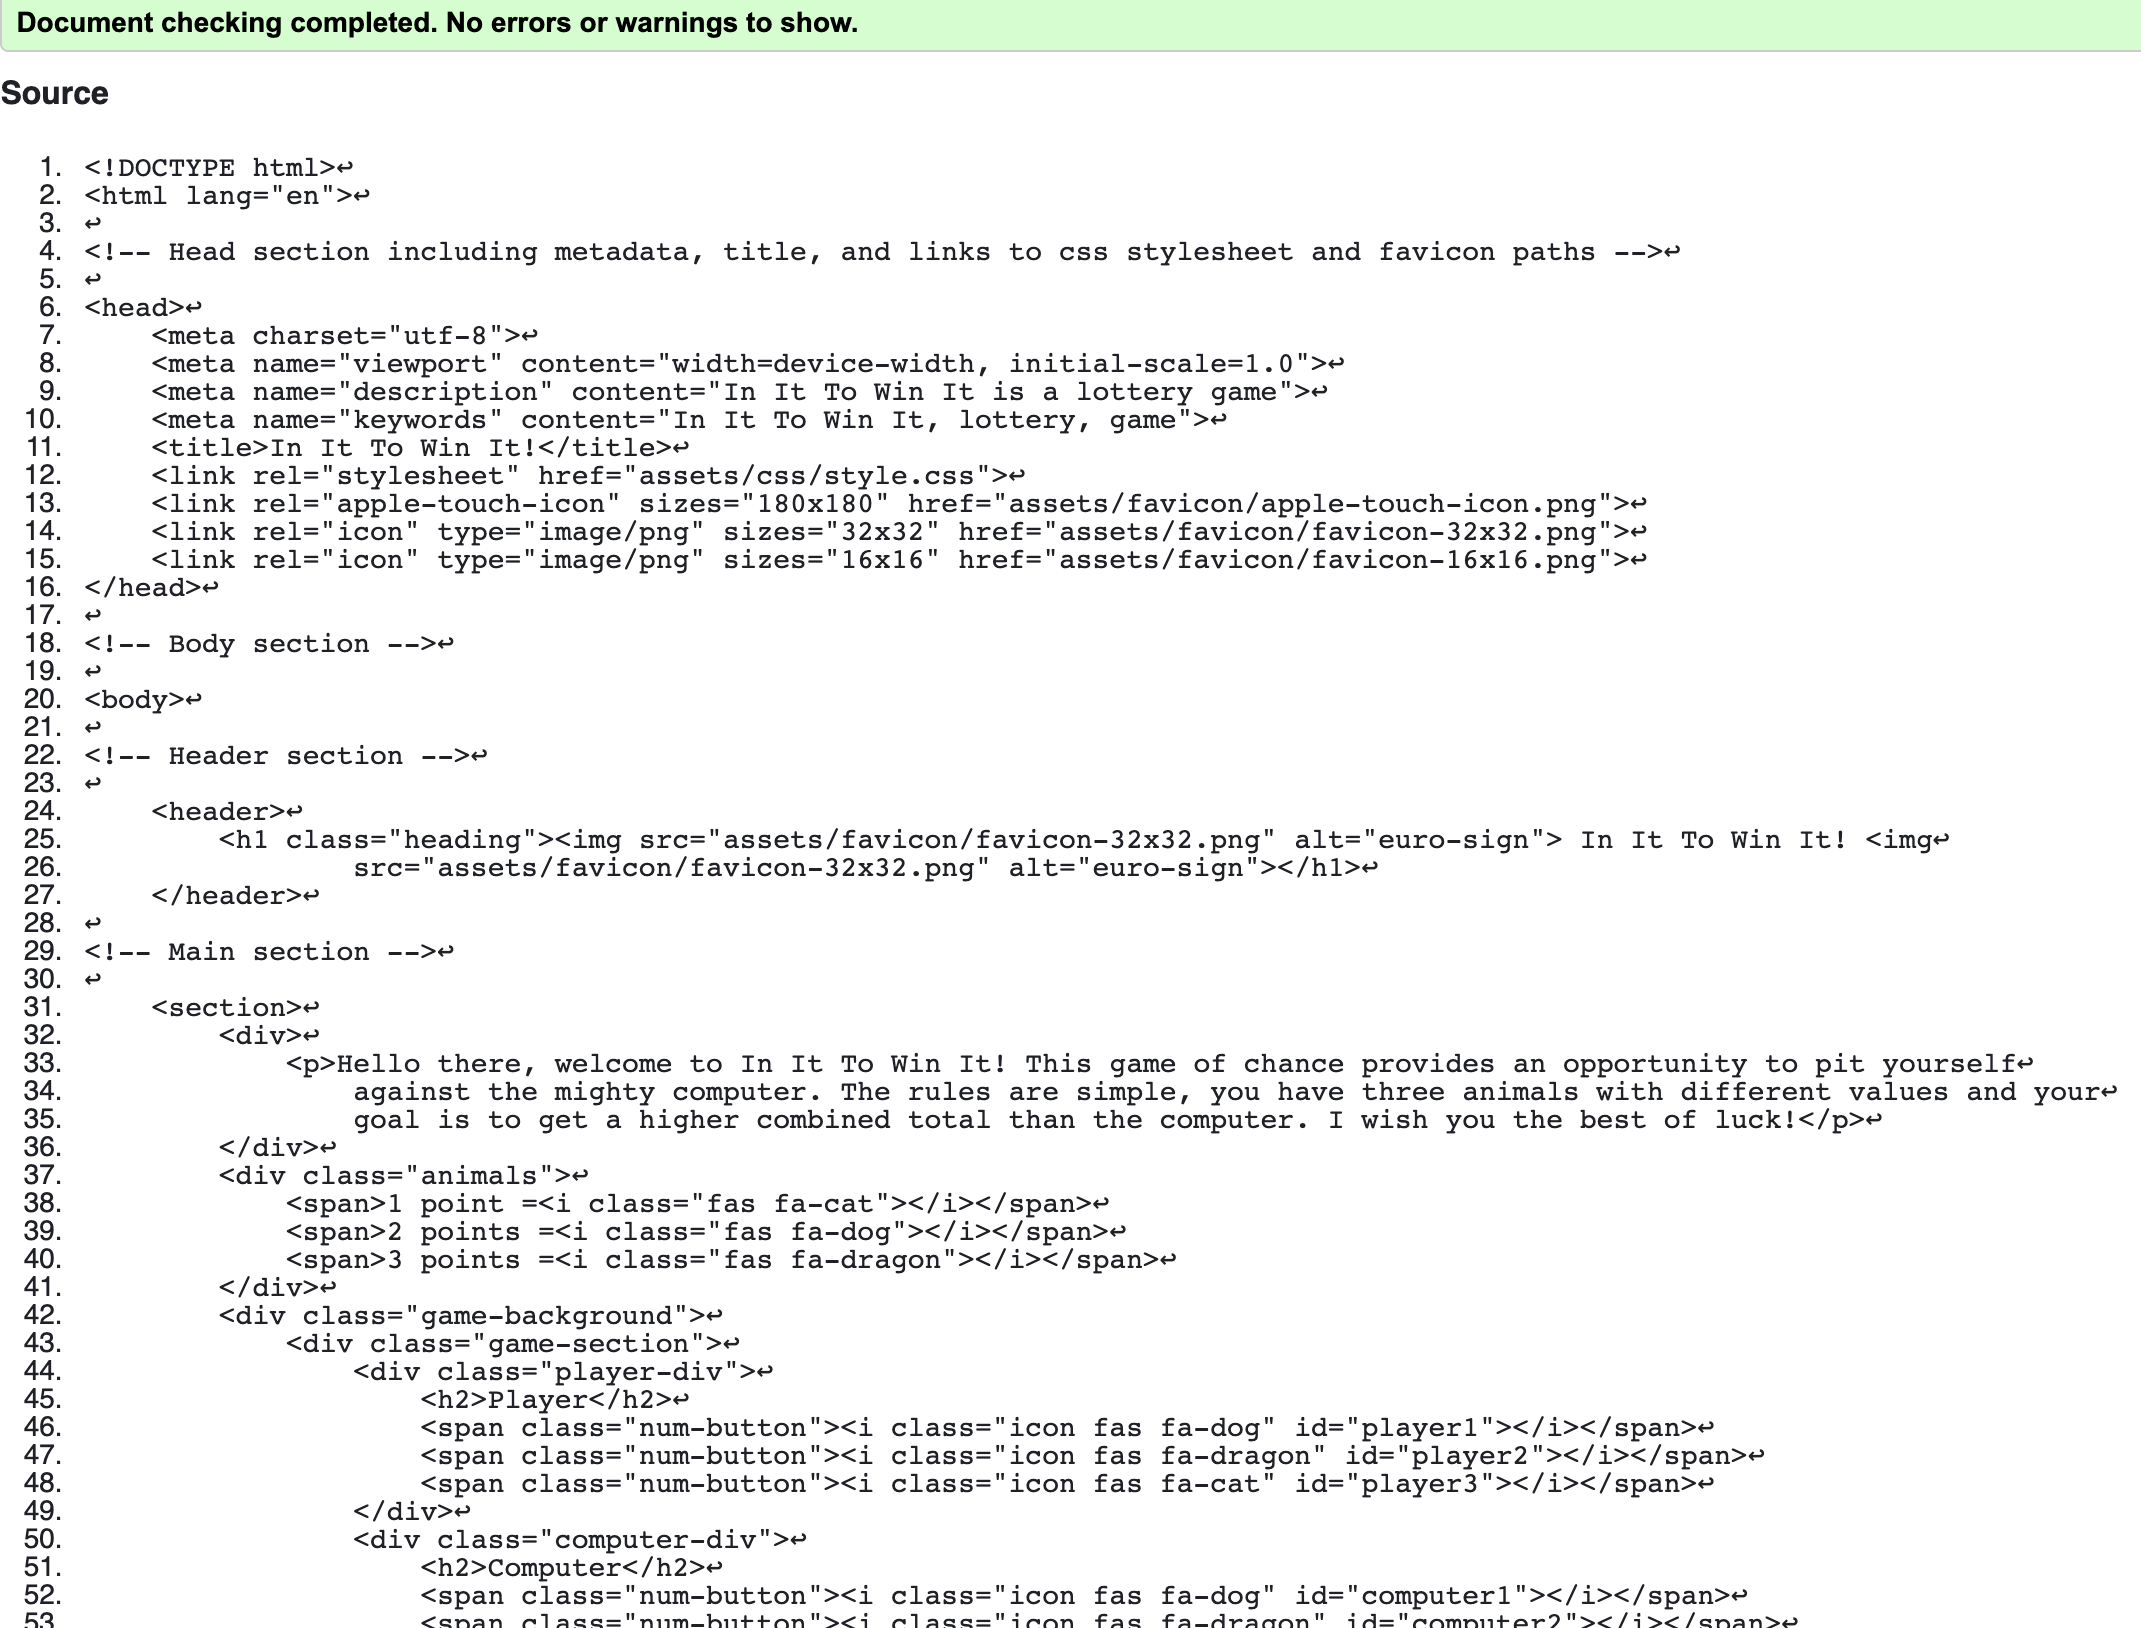 Document checking completed. No errors or warnings to show.
Source
1. <!DOCTYPE html>↩
2. <html lang="en">↩
3. ↩
4. <!-- Head section including metadata, title, and links to css stylesheet and favicon paths -->↩
5. ↩
6. <head>↩
7.     <meta charset="utf-8">↩
8.     <meta name="viewport" content="width=device-width, initial-scale=1.0">↩
9.     <meta name="description" content="In It To Win It is a lottery game">↩
10.     <meta name="keywords" content="In It To Win It, lottery, game">↩
11.     <title>In It To Win It!</title>↩
12.     <link rel="stylesheet" href="assets/css/style.css">↩
13.     <link rel="apple-touch-icon" sizes="180x180" href="assets/favicon/apple-touch-icon.png">↩
14.     <link rel="icon" type="image/png" sizes="32x32" href="assets/favicon/favicon-32x32.png">↩
15.     <link rel="icon" type="image/png" sizes="16x16" href="assets/favicon/favicon-16x16.png">↩
16. </head>↩
17. ↩
18. <!-- Body section -->↩
19. ↩
20. <body>↩
21. ↩
22. <!-- Header section -->↩
23. ↩
24.     <header>↩
25.         <h1 class="heading"><img src="assets/favicon/favicon-32x32.png" alt="euro-sign"> In It To Win It! <img↩
26.                 src="assets/favicon/favicon-32x32.png" alt="euro-sign"></h1>↩
27.     </header>↩
28. ↩
29. <!-- Main section -->↩
30. ↩
31.     <section>↩
32.         <div>↩
33.             <p>Hello there, welcome to In It To Win It! This game of chance provides an opportunity to pit yourself↩
34.                 against the mighty computer. The rules are simple, you have three animals with different values and your↩
35.                 goal is to get a higher combined total than the computer. I wish you the best of luck!</p>↩
36.         </div>↩
37.         <div class="animals">↩
38.             <span>1 point =<i class="fas fa-cat"></i></span>↩
39.             <span>2 points =<i class="fas fa-dog"></i></span>↩
40.             <span>3 points =<i class="fas fa-dragon"></i></span>↩
41.         </div>↩
42.         <div class="game-background">↩
43.             <div class="game-section">↩
44.                 <div class="player-div">↩
45.                     <h2>Player</h2>↩
46.                     <span class="num-button"><i class="icon fas fa-dog" id="player1"></i></span>↩
47.                     <span class="num-button"><i class="icon fas fa-dragon" id="player2"></i></span>↩
48.                     <span class="num-button"><i class="icon fas fa-cat" id="player3"></i></span>↩
49.                 </div>↩
50.                 <div class="computer-div">↩
51.                     <h2>Computer</h2>↩
52.                     <span class="num-button"><i class="icon fas fa-dog" id="computer1"></i></span>↩
53.                     <span class="num-button"><i class="icon fas fa-dragon" id="computer2"></i></span>↩